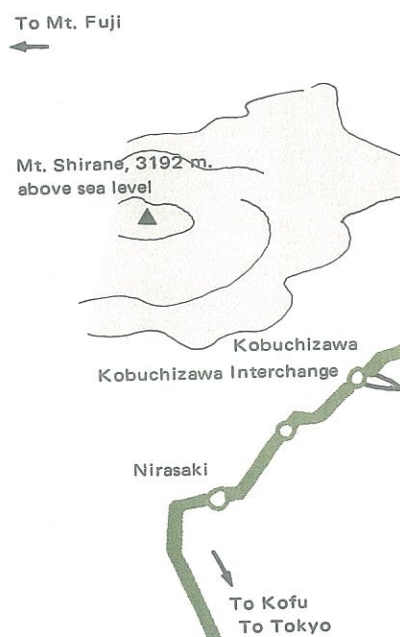 To Mt. Fuji
Mt. Shirane, 3192 m.
above sea level
Kobuchizawa
Kobuchizawa Interchange
Nirasaki
To Kofu
To Tokyo